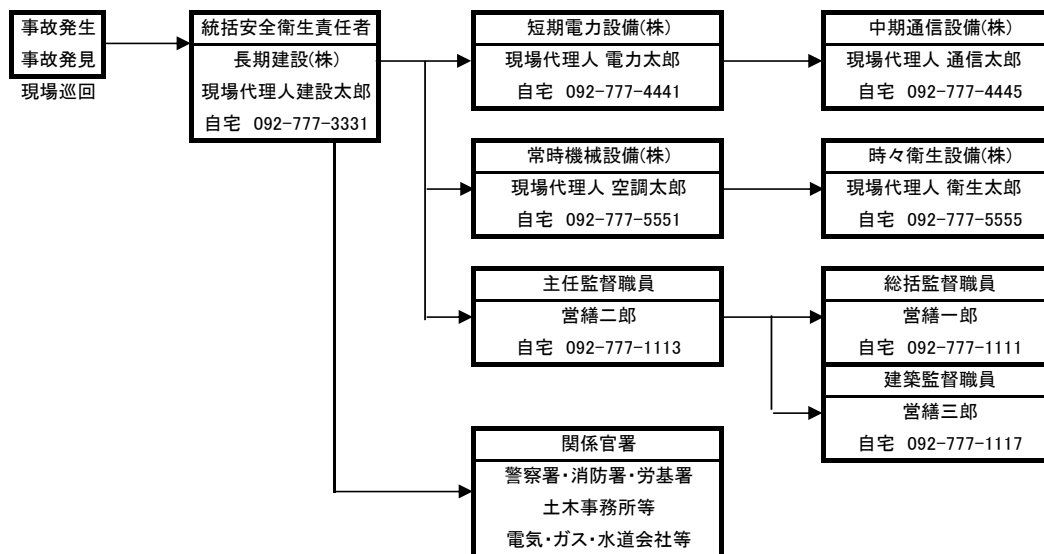 事故発生
事故発見
現場巡回
統括安全衛生責任者
長期建設(株)
現場代理人建設太郎
自宅 092-777-3331
短期電力設備(株)
現場代理人 電力太郎
自宅 092-777-4441
中期通信設備(株)
現場代理人 通信太郎
自宅 092-777-4445
常時機械設備(株)
現場代理人 空調太郎
自宅 092-777-5551
時々衛生設備(株)
現場代理人 衛生太郎
自宅 092-777-5555
主任監督職員
営繕二郎
自宅 092-777-1113
総括監督職員
営繕一郎
自宅 092-777-1111
建築監督職員
営繕三郎
自宅 092-777-1117
関係官署
警察署・消防署・労基署
土木事務所等
電気・ガス・水道会社等